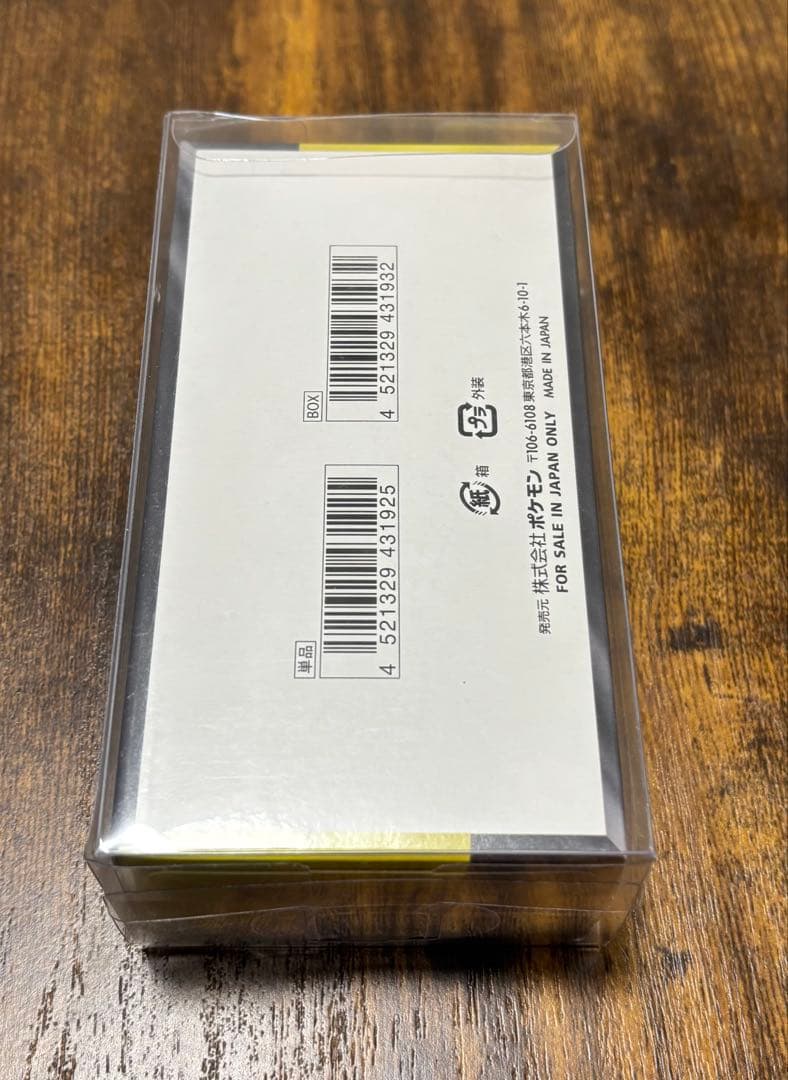 単品
4 521329 431925
BOX
4 521329 431932
紙 箱
プラ 外装
発売元 株式会社 ポケモン 〒106-6108 東京都港区六本木6-10-1
FOR SALE IN JAPAN ONLY MADE IN JAPAN